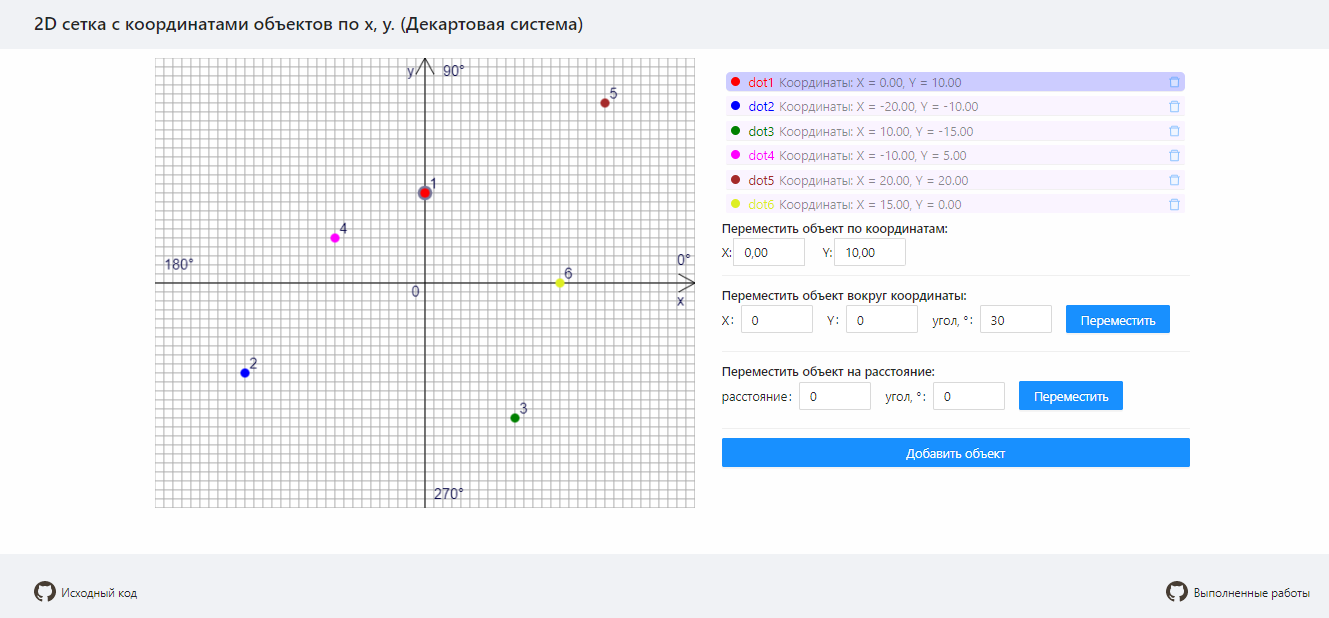 2D сетка с координатами объектов по x, y. (Декартовая система)
y 90°
5
1
4
180°
0°
6
0
x
2
3
270°
dot1 Координаты: X = 0.00, Y = 10.00
dot2 Координаты: X = -20.00, Y = -10.00
dot3 Координаты: X = 10.00, Y = -15.00
dot4 Координаты: X = -10.00, Y = 5.00
dot5 Координаты: X = 20.00, Y = 20.00
dot6 Координаты: X = 15.00, Y = 0.00
Переместить объект по координатам:
X: 0,00 Y: 10,00
Переместить объект вокруг координаты:
X: 0 Y: 0 угол, °: 30 Переместить
Переместить объект на расстояние:
расстояние: 0 угол, °: 0 Переместить
Добавить объект
Исходный код
Выполненные работы